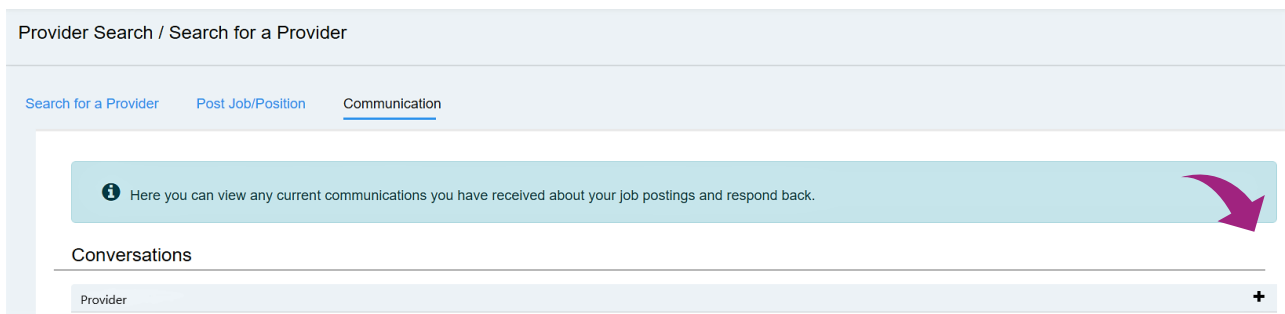 Provider Search / Search for a Provider
Search for a Provider Post Job/Position Communication
Here you can view any current communications you have received about your job postings and respond back.
Conversations
Provider